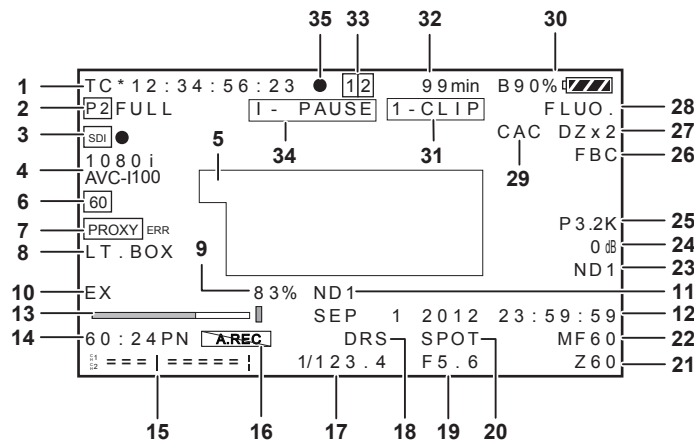 35 33 32 30
1 TC*12:34:56:23 ● 12 99min B90%
2 P2 FULL I- PAUSE 1-CLIP FLUO. 28
3 SDI ● 5 34 31 CAC DZx2 27
4 1080i 29 FBC 26
AVC-I100
6 60
7 PROXY ERR P3.2K 25
8 LT.BOX 9 0dB 24
ND1 23
10 EX 83% ND1 11
13 SEP 1 2012 23:59:59 12
14 60:24PN A.REC DRS SPOT MF60 22
1/123.4 F5.6 Z60 21
15 16 17 18 19 20